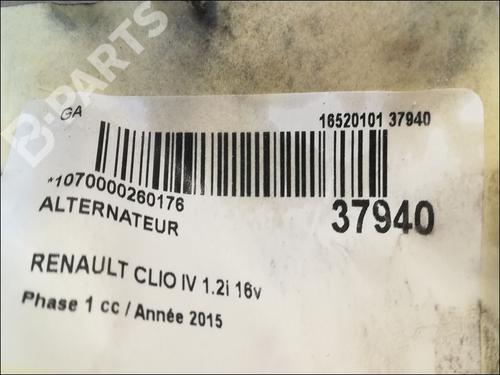 B-PARTS
GA
16520101 37940
*1070000260176
ALTERNATEUR
37940
RENAULT CLIO IV 1.2i 16v
Phase 1 cc / Année 2015